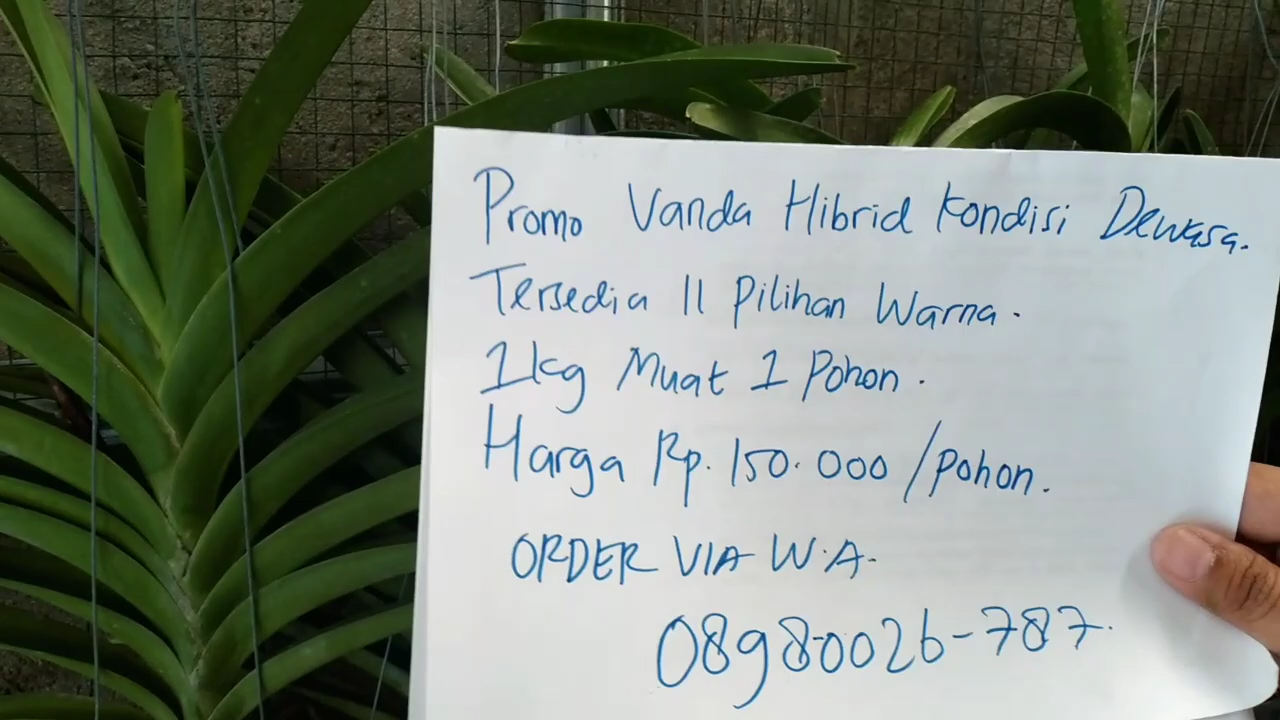 Promo Vanda Hibrid Kondisi Dewasa.
Tersedia 11 Pilihan Warna.
1kg Muat 1 Pohon.
Harga Rp. 150.000 /pohon.
ORDER VIA W.A.
08980026-787.